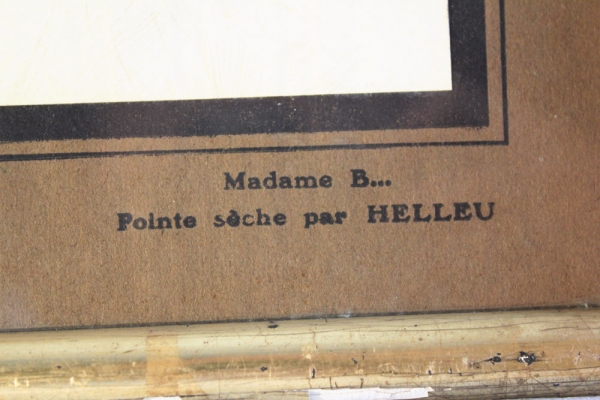 Madame B...
Pointe sèche par HELLEU